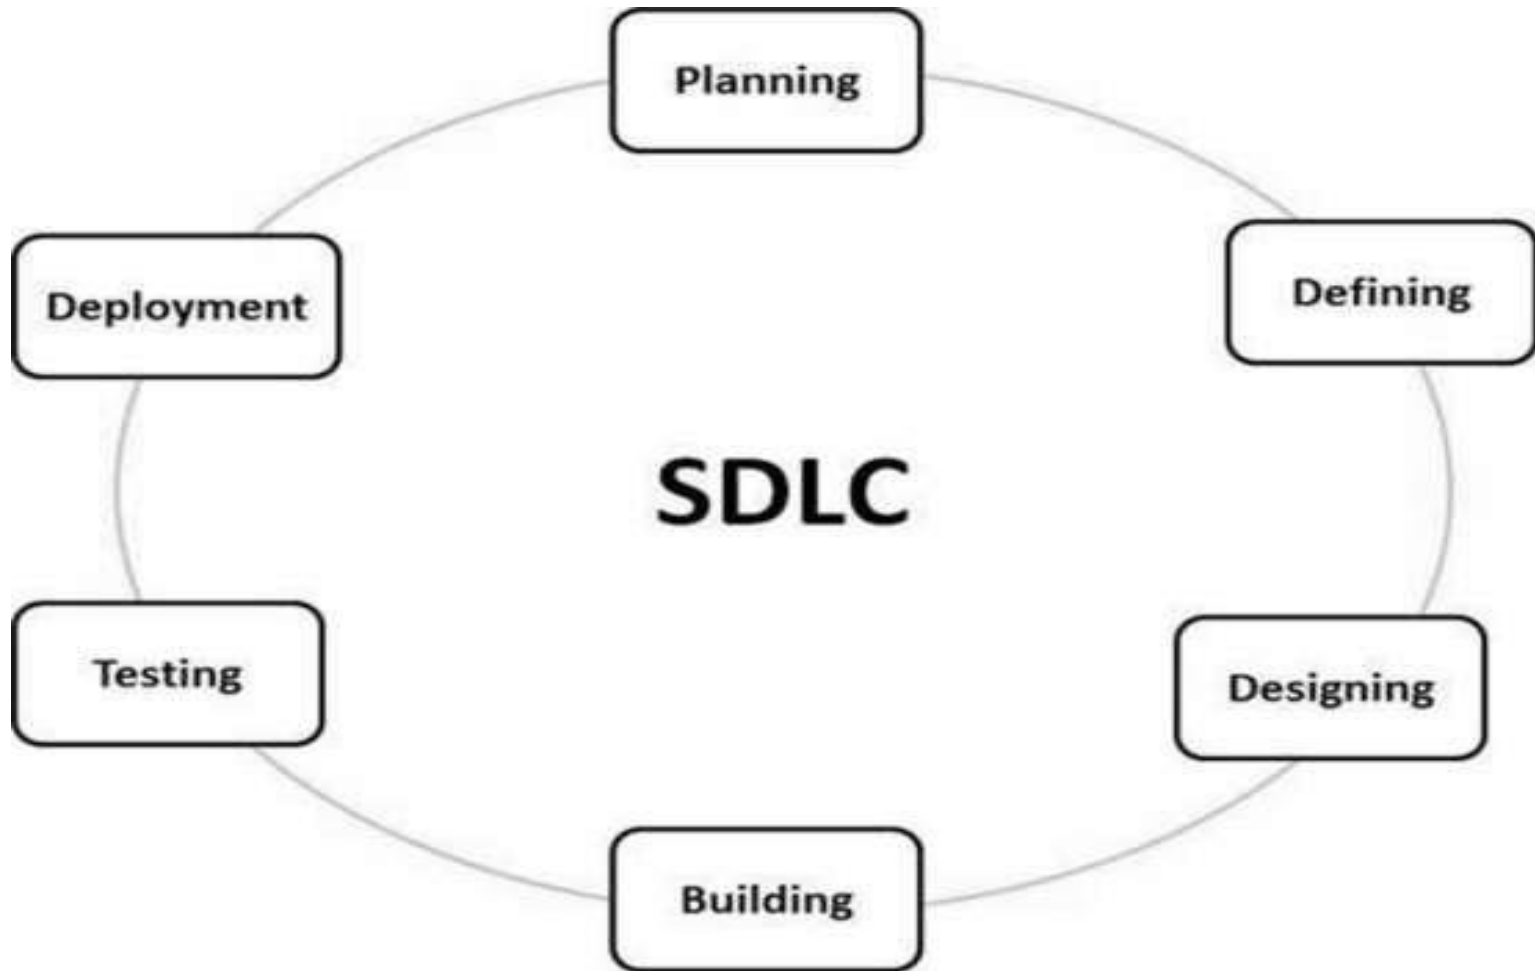 Planning
Defining
Designing
Building
Testing
Deployment
SDLC